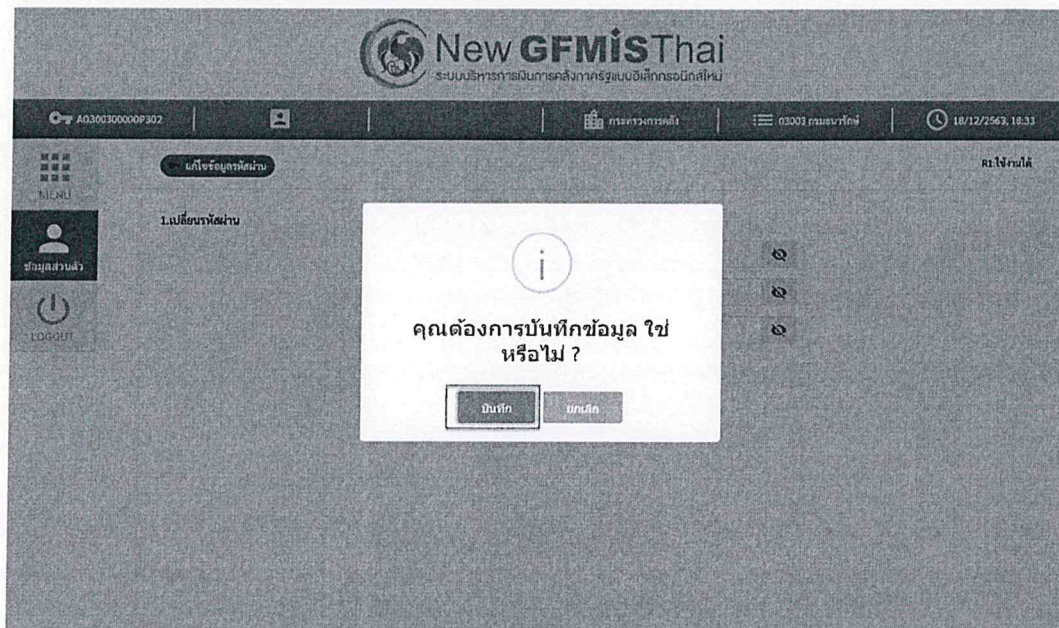 New GFMIS Thai
ระบบบริหารการเงินการคลังภาครัฐแบบอิเล็กทรอนิกส์ใหม่
A0300300000P302
กระทรวงการคลัง
03003 กรมธนารักษ์
18/12/2563, 18:33
MENU
แก้ไขข้อมูลรหัสผ่าน
R1:ใช้งานได้
1.เปลี่ยนรหัสผ่าน
ข้อมูลส่วนตัว
LOGOUT
i
คุณต้องการบันทึกข้อมูล ใช่
หรือไม่ ?
บันทึก
ยกเลิก